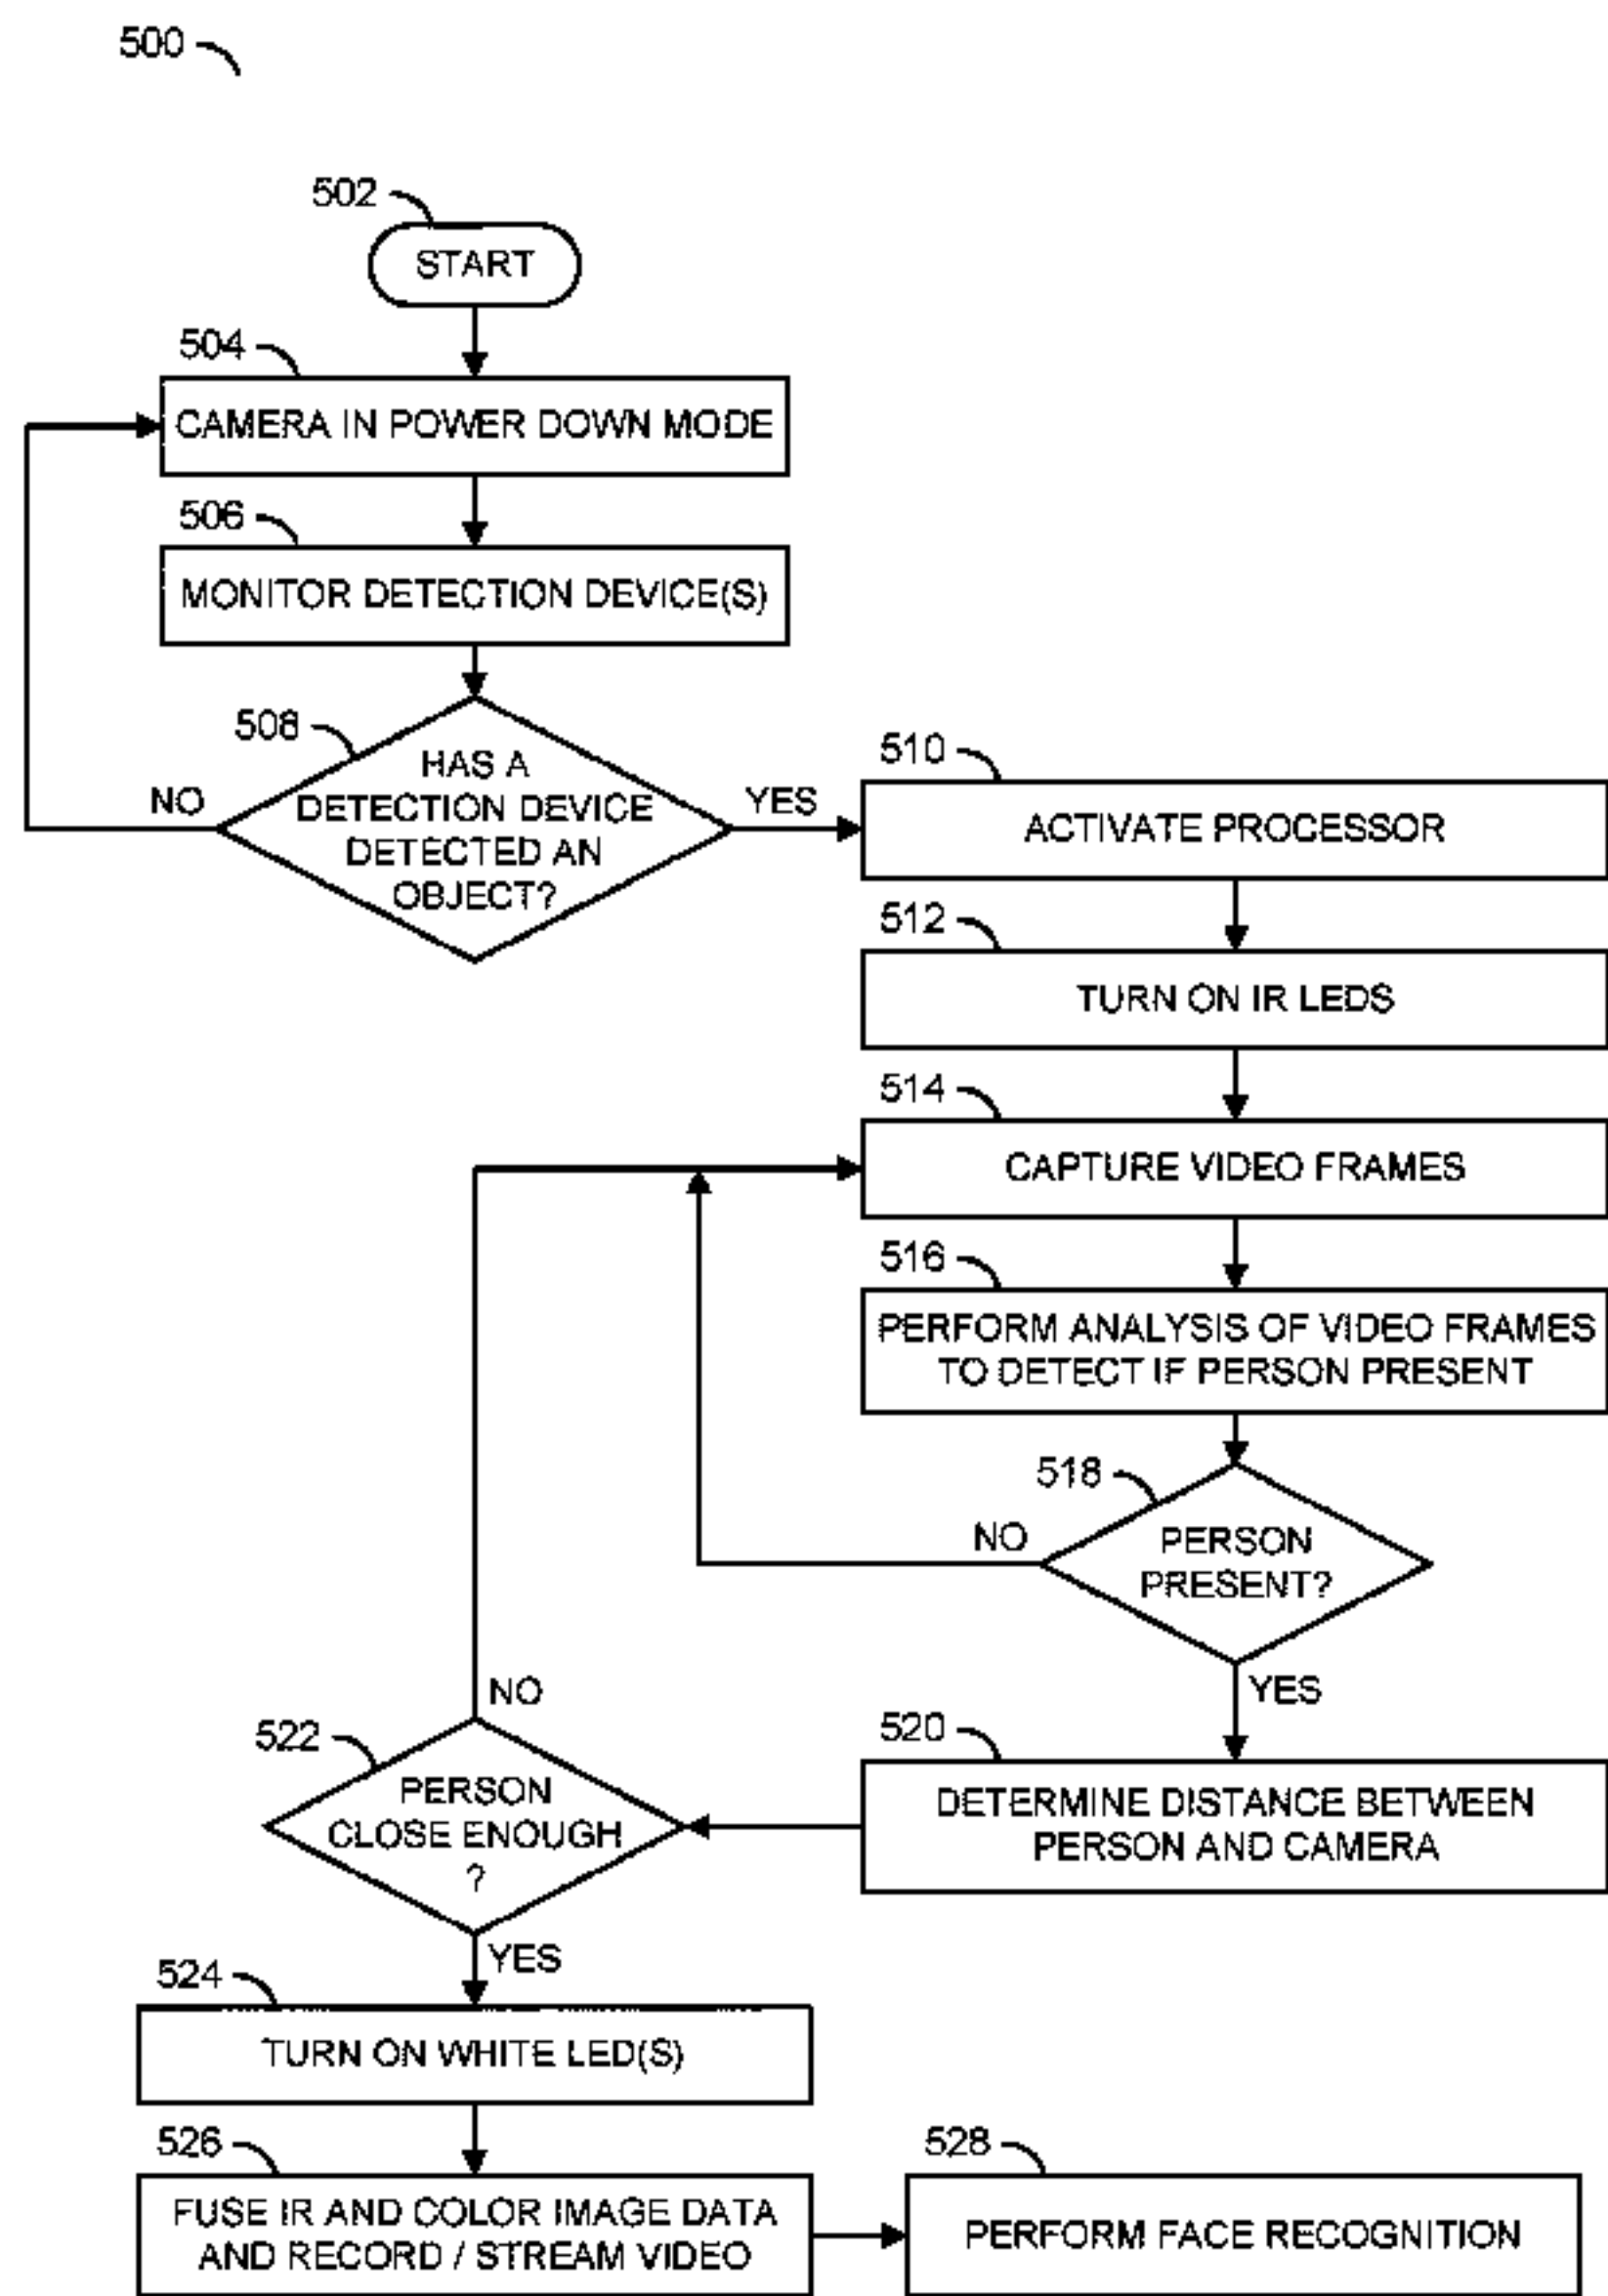 500
502
START
504
CAMERA IN POWER DOWN MODE
506
MONITOR DETECTION DEVICE(S)
508
HAS A
DETECTION DEVICE
DETECTED AN
OBJECT?
NO
YES
510
ACTIVATE PROCESSOR
512
TURN ON IR LEDS
514
CAPTURE VIDEO FRAMES
516
PERFORM ANALYSIS OF VIDEO FRAMES
TO DETECT IF PERSON PRESENT
518
PERSON
PRESENT?
NO
YES
520
DETERMINE DISTANCE BETWEEN
PERSON AND CAMERA
522
PERSON
CLOSE ENOUGH
?
NO
YES
524
TURN ON WHITE LED(S)
526
FUSE IR AND COLOR IMAGE DATA
AND RECORD / STREAM VIDEO
528
PERFORM FACE RECOGNITION